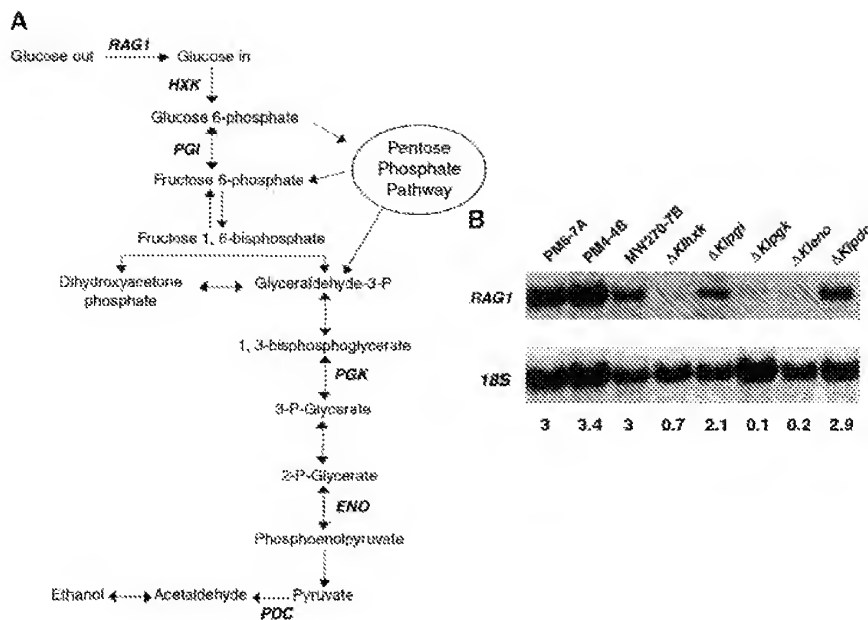 A
RAG1
Glucose out
Glucose in
HXK
Glucose 6-phosphate
PGI
Pentose
Phosphate
Pathway
Fructose 6-phosphate
Fructose 1, 6-bisphosphate
Dihydroxyacetone
phosphate
Glyceraldehyde-3-P
1, 3-bisphosphoglycerate
PGK
3-P-Glycerate
2-P-Glycerate
ENO
Phosphoenolpyruvate
Ethanol
Acetaldehyde
Pyruvate
PDC
B
PM6-7A
PM4-4B
MW270-7B
ΔKlhxk
ΔKlpgi
ΔKlpgk
ΔKleno
ΔKlpdc
RAG1
18S
3 3.4 3 0.7 2.1 0.1 0.2 2.9